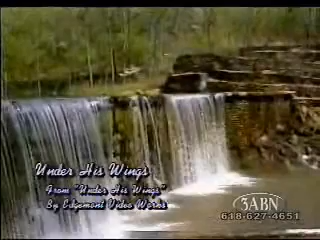 Under His Wings
From "Under His Wings"
By Edgemont Video Works
3ABN
618-627-4651